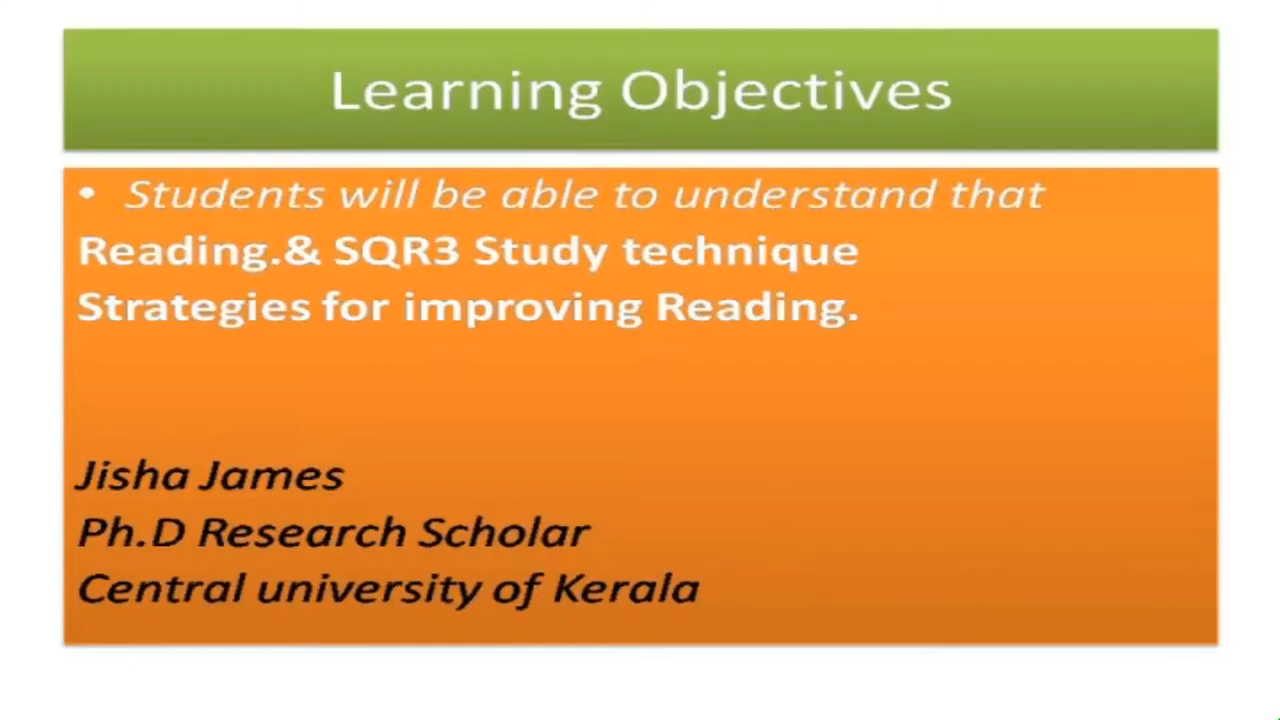 Learning Objectives
• Students will be able to understand that
Reading.& SQR3 Study technique
Strategies for improving Reading.
Jisha James
Ph.D Research Scholar
Central university of Kerala